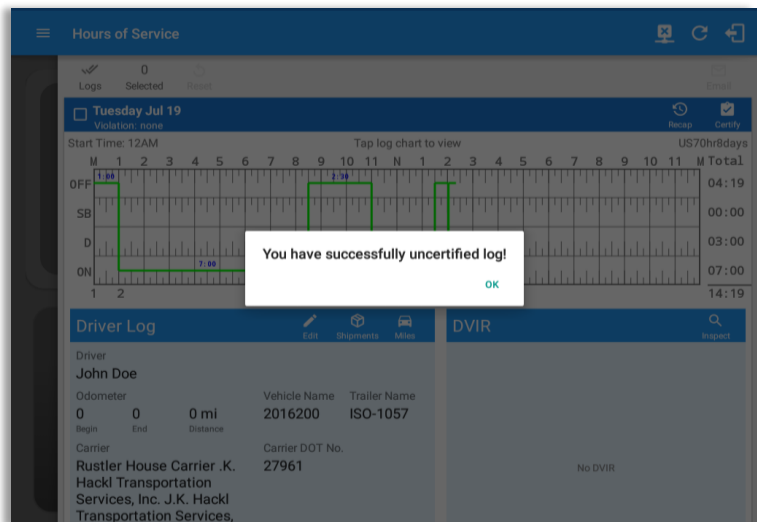 Hours of Service
Logs
0
Selected
Reset
Email
Tuesday Jul 19
Violation: none
Recap
Certify
Start Time: 12AM
Tap log chart to view
US70hr8days
M 1 2 3 4 5 6 7 8 9 10 11 N 1 2 3 4 5 6 7 8 9 10 11 M Total
OFF 1:00 2:30 04:19
SB 00:00
D 03:00
ON 7:00 07:00
1 2 14:19
You have successfully uncertified log!
OK
Driver Log
Edit
Shipments
Miles
Driver
John Doe
Odometer
Vehicle Name
Trailer Name
0 0 0 mi
2016200
ISO-1057
Begin End Distance
Carrier
Carrier DOT No.
Rustler House Carrier .K.
27961
Hackl Transportation
Services, Inc. J.K. Hackl
Transportation Services,
DVIR
Inspect
No DVIR